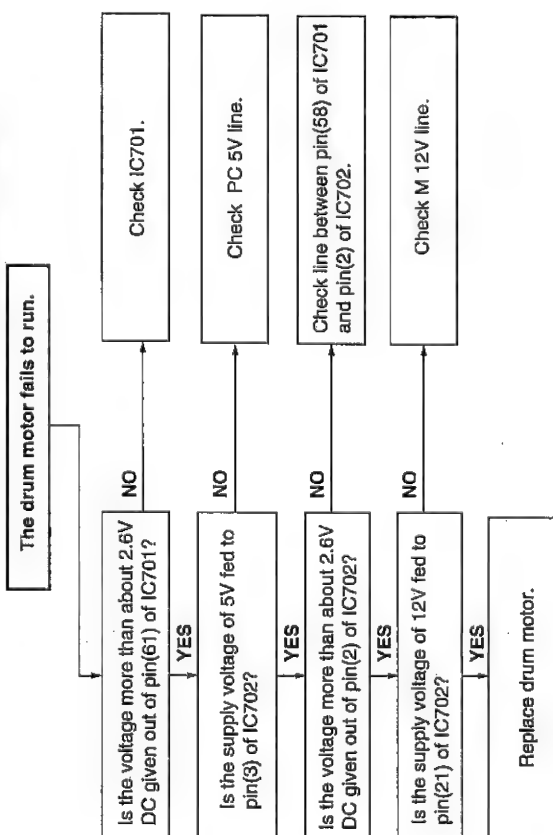 The drum motor fails to run.
Is the voltage more than about 2.6V
DC given out of pin(61) of IC701?
NO
Check IC701.
YES
Is the supply voltage of 5V fed to
pin(3) of IC702?
NO
Check PC 5V line.
YES
Is the voltage more than about 2.6V
DC given out of pin(2) of IC702?
NO
Check line between pin(58) of IC701
and pin(2) of IC702.
YES
Is the supply voltage of 12V fed to
pin(21) of IC702?
NO
Check M 12V line.
YES
Replace drum motor.